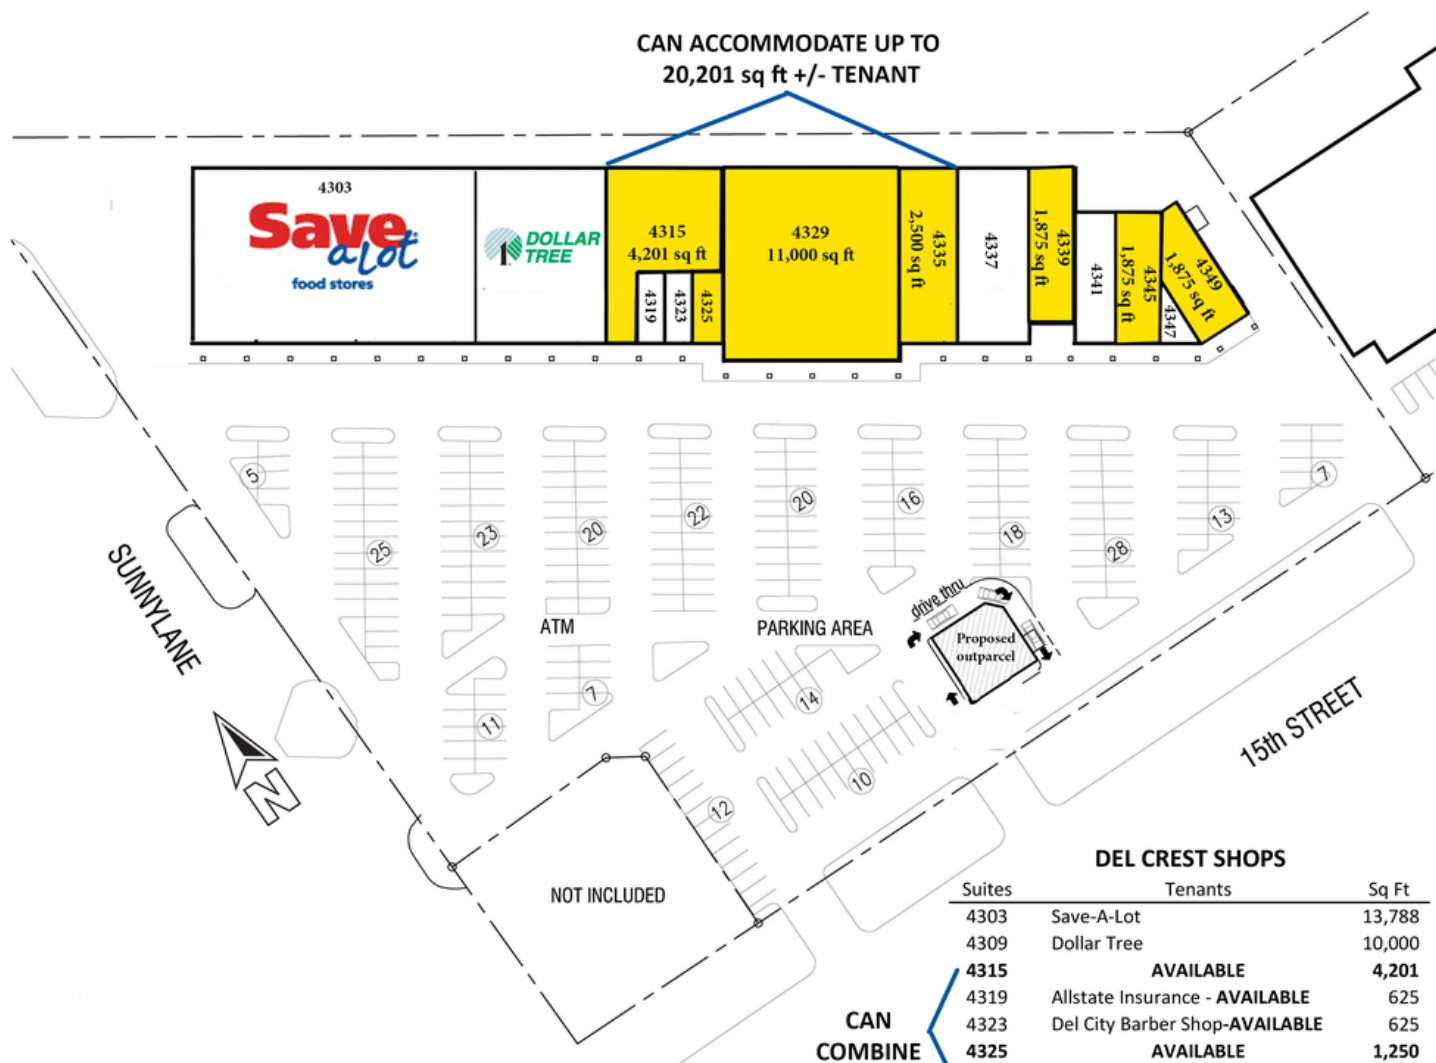 CAN ACCOMMODATE UP TO
20,201 sq ft +/- TENANT
4303
Save
a lot
food stores
DOLLAR
TREE
4315
4,201 sq ft
4319
4323
4325
4329
11,000 sq ft
4335
2,500 sq ft
4337
4339
1,875 sq ft
4341
4345
1,875 sq ft
4347
4349
1,875 sq ft
5
25
23
20
22
20
16
18
28
13
7
SUNNYLANE
ATM
PARKING AREA
drive thru
Proposed
outparcel
11
7
14
10
12
N
15th STREET
NOT INCLUDED
DEL CREST SHOPS
Suites Tenants Sq Ft
4303 Save-A-Lot 13,788
4309 Dollar Tree 10,000
4315 AVAILABLE 4,201
4319 Allstate Insurance - AVAILABLE 625
4323 Del City Barber Shop-AVAILABLE 625
4325 AVAILABLE 1,250
CAN
COMBINE